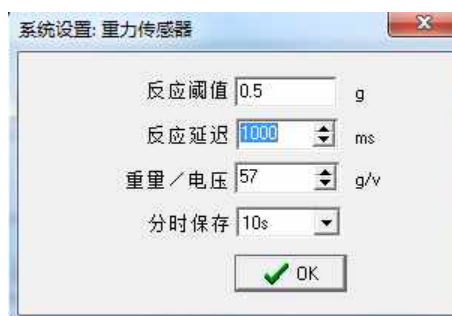 系统设置: 重力传感器
反应阈值 0.5 g
反应延迟 1000 ms
重量／电压 57 g/v
分时保存 10s
OK